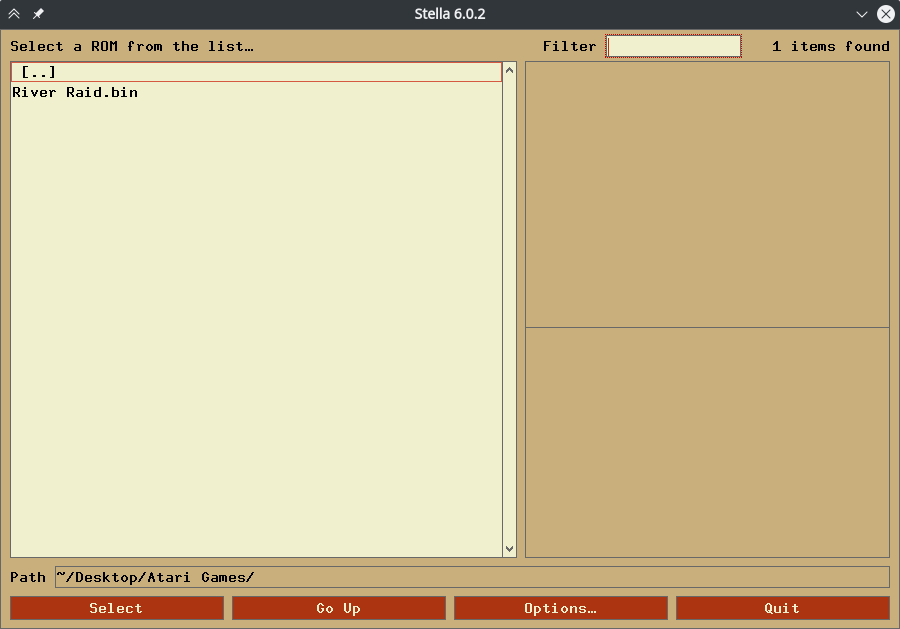 Stella 6.0.2
Select a ROM from the list…
Filter
1 items found
[..]
River Raid.bin
Path ~/Desktop/Atari Games/
Select
Go Up
Options…
Quit